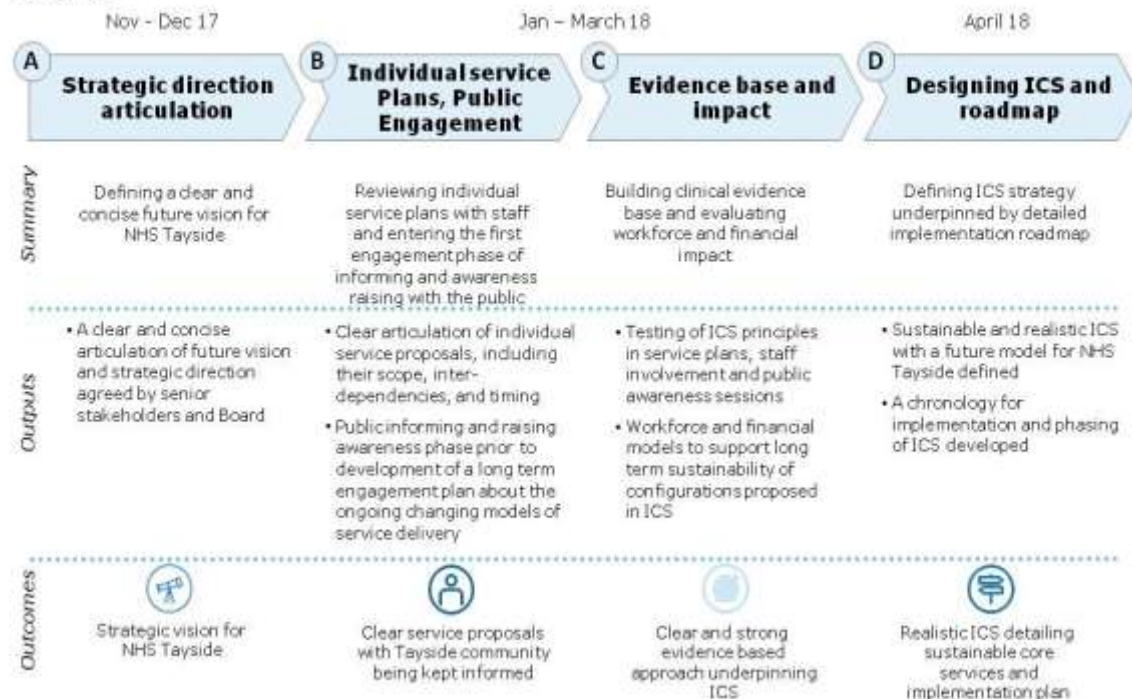 Nov - Dec 17
Jan – March 18
April 18
A
Strategic direction
articulation
B
Individual service
Plans, Public
Engagement
C
Evidence base and
impact
D
Designing ICS and
roadmap
Summary
Defining a clear and
concise future vision for
NHS Tayside
Reviewing individual
service plans with staff
and entering the first
engagement phase of
informing and awareness
raising with the public
Building clinical evidence
base and evaluating
workforce and financial
impact
Defining ICS strategy
underpinned by detailed
implementation roadmap
Outputs
• A clear and concise
articulation of future vision
and strategic direction
agreed by senior
stakeholders and Board
• Clear articulation of individual
service proposals, including
their scope, inter-
dependencies, and timing
• Public informing and raising
awareness phase prior to
development of a long term
engagement plan about the
ongoing changing models of
service delivery
• Testing of ICS principles
in service plans, staff
involvement and public
awareness sessions
• Workforce and financial
models to support long
term sustainability of
configurations proposed
in ICS
• Sustainable and realistic ICS
with a future model for NHS
Tayside defined
• A chronology for
implementation and phasing
of ICS developed
Outcomes
Strategic vision for
NHS Tayside
Clear service proposals
with Tayside community
being kept informed
Clear and strong
evidence based
approach underpinning
ICS
Realistic ICS detailing
sustainable core
services and
implementation plan